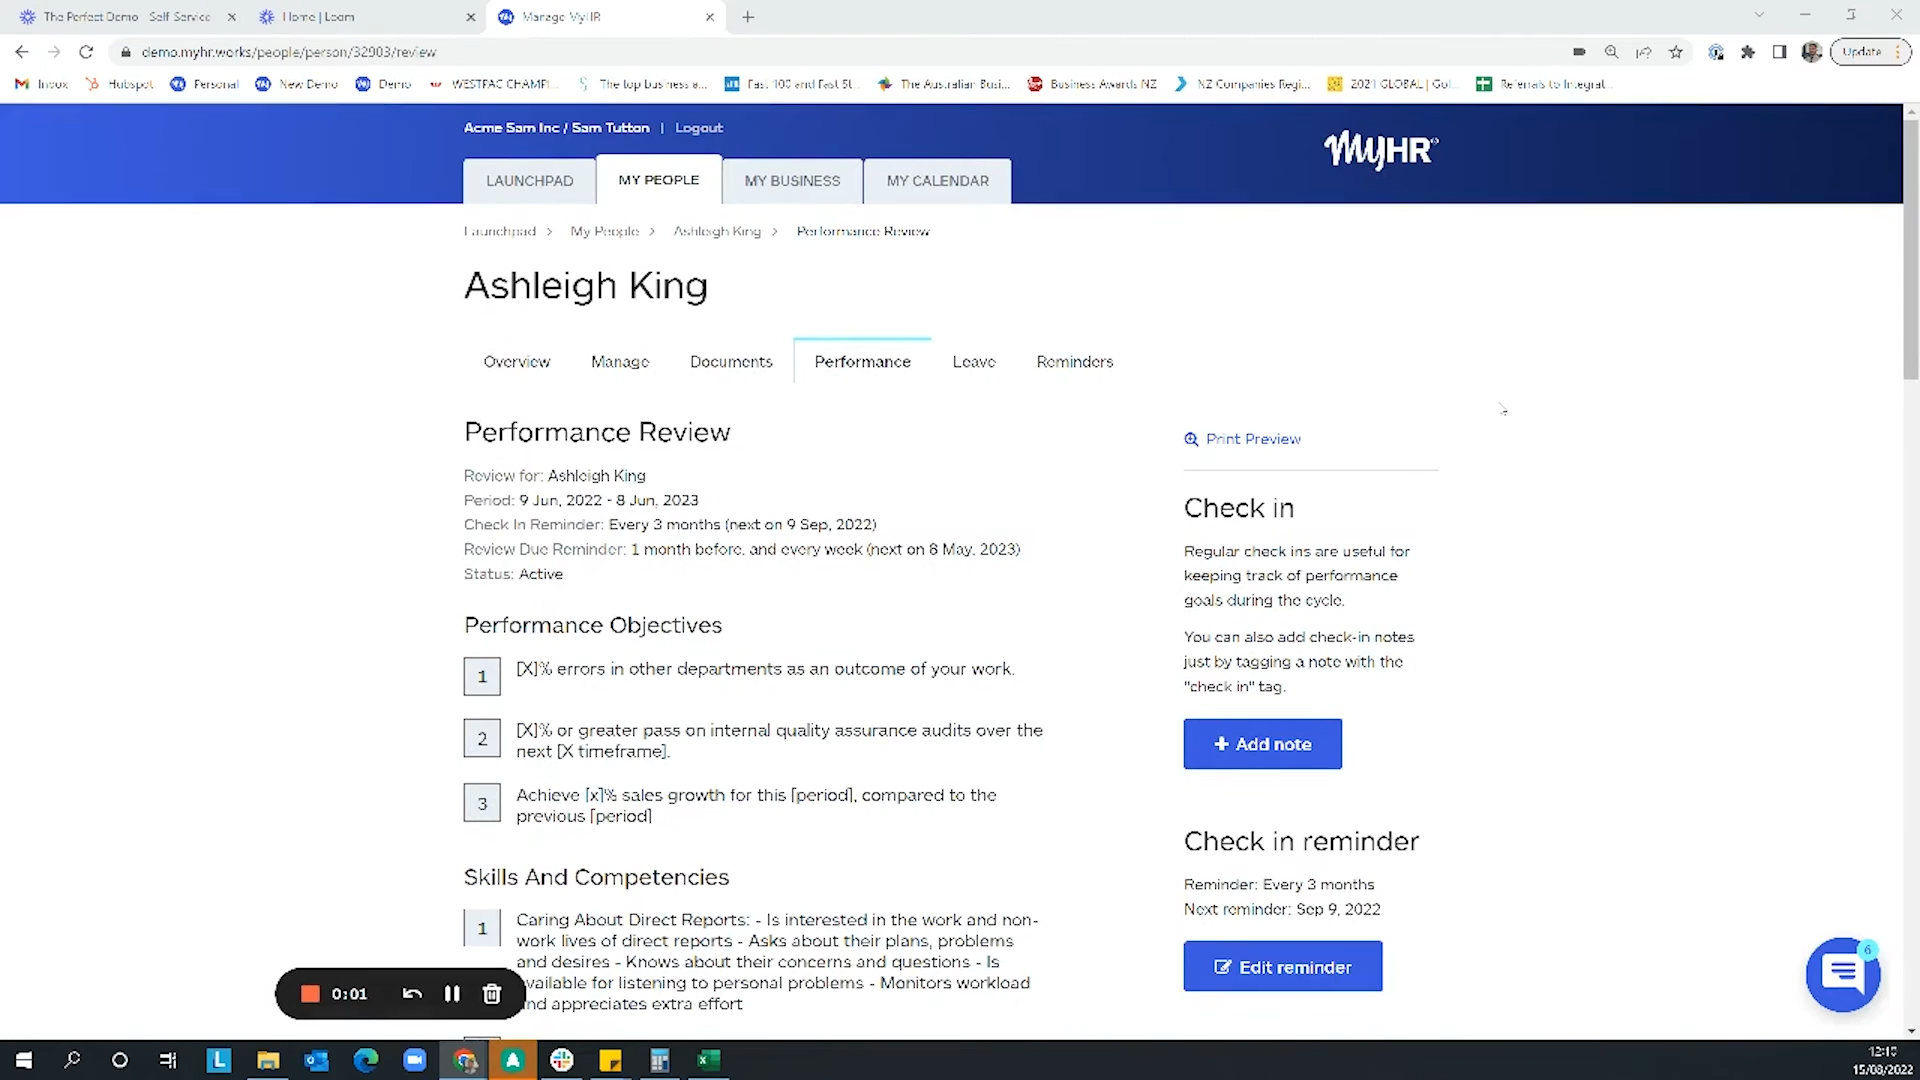 The Perfect Demo Self-Service
Home | Loom
Manage MyHR
demo.myhr.works/people/person/32903/review
Update
Inbox
Hubspot
Personal
New Demo
Demo
WESTPAC CHAMPI...
The top business a...
Fast 100 and Fast St...
The Australian Busi...
Business Awards NZ
NZ Companies Regi...
2021 GLOBAL | Gol...
Referrals to Integrat...
Acme Sam Inc / Sam Tutton | Logout
MyHR
LAUNCHPAD
MY PEOPLE
MY BUSINESS
MY CALENDAR
Launchpad > My People > Ashleigh King > Performance Review
Ashleigh King
Overview
Manage
Documents
Performance
Leave
Reminders
Performance Review
Review for: Ashleigh King
Period: 9 Jun, 2022 - 8 Jun, 2023
Check In Reminder: Every 3 months (next on 9 Sep, 2022)
Review Due Reminder: 1 month before, and every week (next on 8 May, 2023)
Status: Active
Performance Objectives
1 [X]% errors in other departments as an outcome of your work.
2 [X]% or greater pass on internal quality assurance audits over the
next [X timeframe].
3 Achieve [x]% sales growth for this [period], compared to the
previous [period]
Skills And Competencies
1 Caring About Direct Reports: - Is interested in the work and non-
work lives of direct reports - Asks about their plans, problems
and desires - Knows about their concerns and questions - Is
vailable for listening to personal problems - Monitors workload
nd appreciates extra effort
Print Preview
Check in
Regular check ins are useful for
keeping track of performance
goals during the cycle.
You can also add check-in notes
just by tagging a note with the
"check in" tag.
+ Add note
Check in reminder
Reminder: Every 3 months
Next reminder: Sep 9, 2022
Edit reminder
6
0:01
15/08/2022